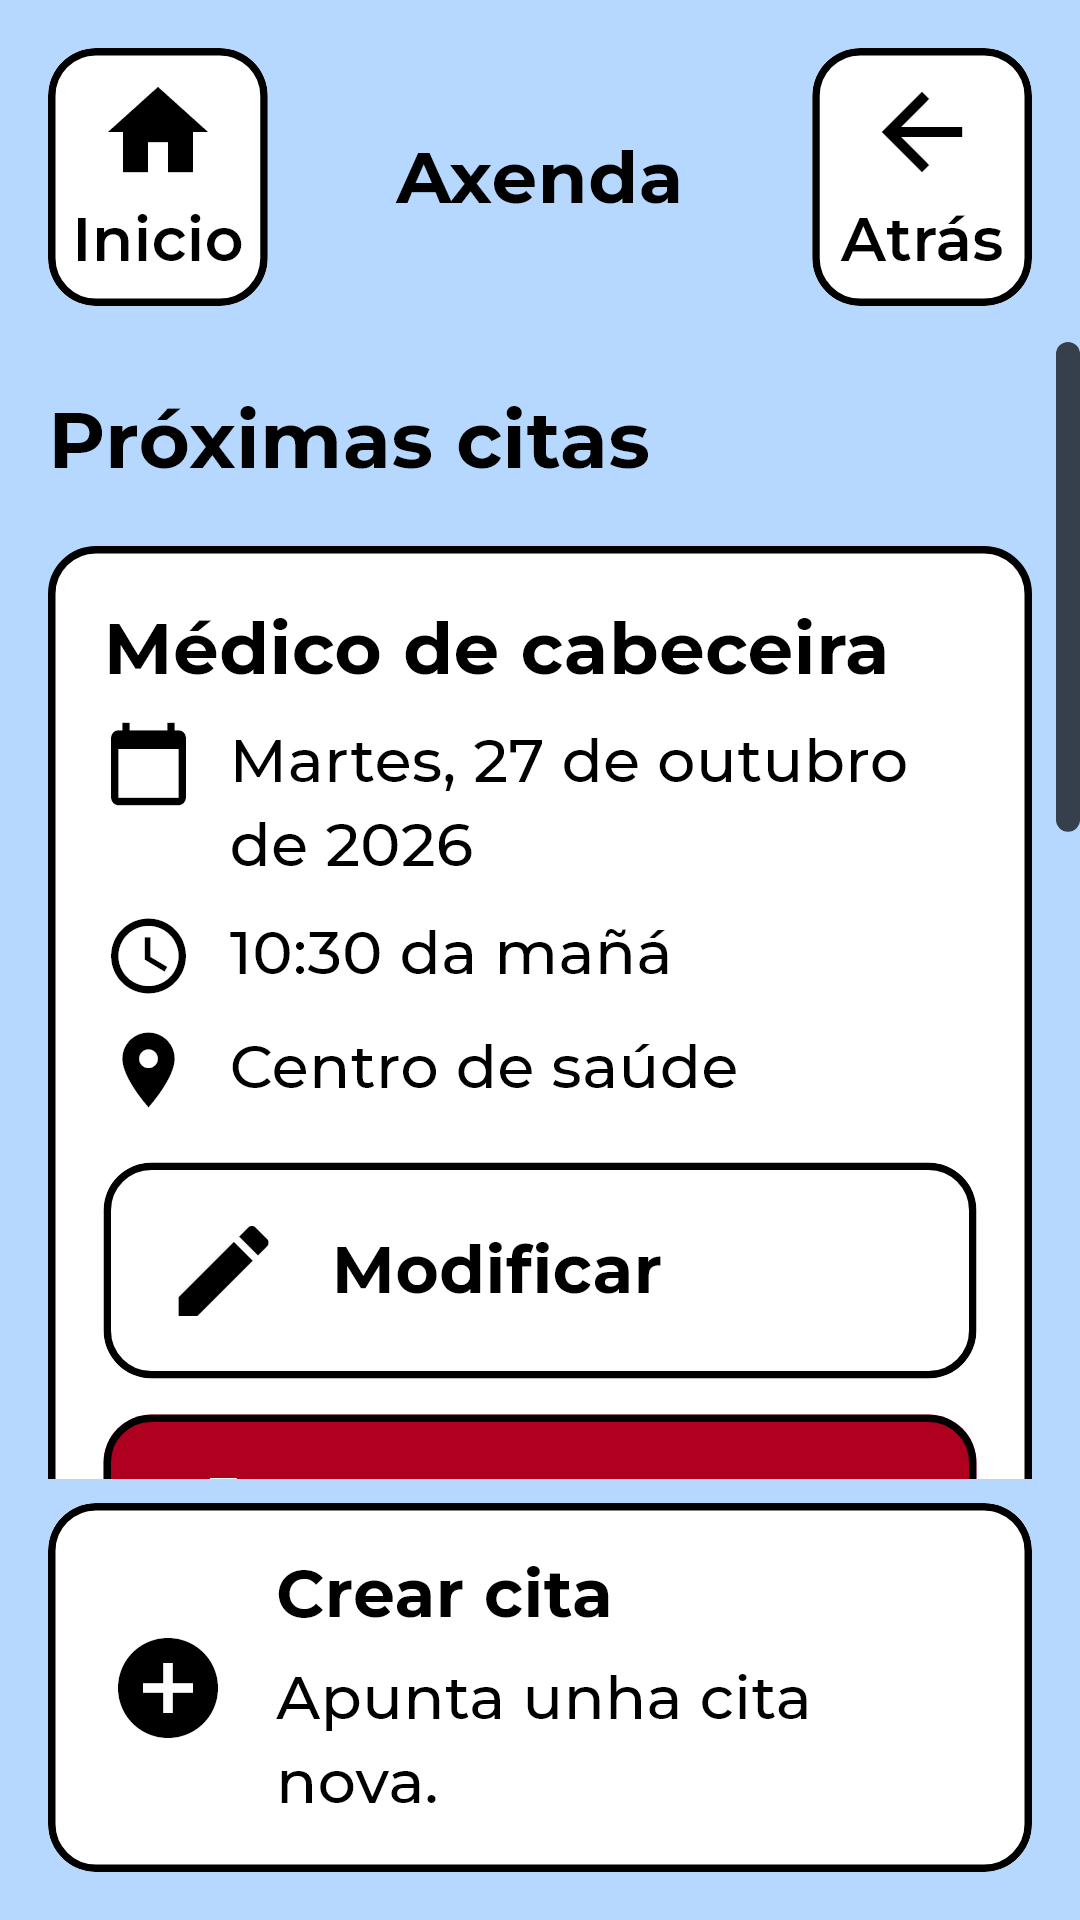 Inicio
Axenda
Atrás
Próximas citas
Médico de cabeceira
Martes, 27 de outubro
de 2026
10:30 da mañá
Centro de saúde
Modificar
Crear cita
Apunta unha cita
nova.